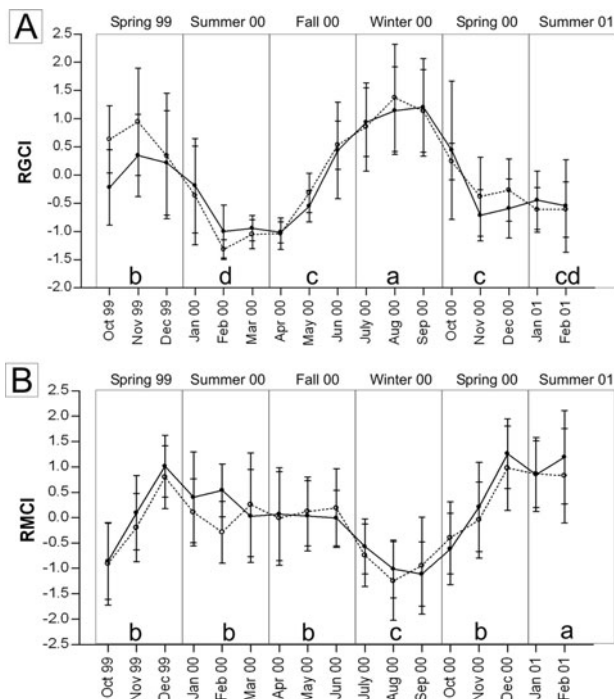 A
Spring 99 Summer 00 Fall 00 Winter 00 Spring 00 Summer 01
RGCI
2.5
2.0
1.5
1.0
0.5
0.0
-0.5
-1.0
-1.5
-2.0
b d c a c cd
Oct 99 Nov 99 Dec 99 Jan 00 Feb 00 Mar 00 Apr 00 May 00 Jun 00 July 00 Aug 00 Sep 00 Oct 00 Nov 00 Dec 00 Jan 01 Feb 01
B
Spring 99 Summer 00 Fall 00 Winter 00 Spring 00 Summer 01
RMCI
2.5
2.0
1.5
1.0
0.5
0.0
-0.5
-1.0
-1.5
-2.0
-2.5
b b b c b a
Oct 99 Nov 99 Dec 99 Jan 00 Feb 00 Mar 00 Apr 00 May 00 Jun 00 July 00 Aug 00 Sep 00 Oct 00 Nov 00 Dec 00 Jan 01 Feb 01